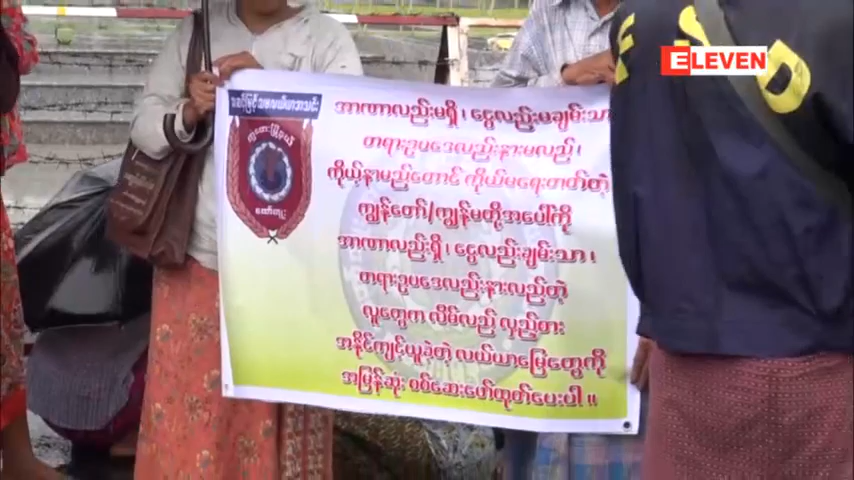 ELEVEN
အာဏာလည်းမရှိ ၊ ငွေလည်းမချမ်းသာ
တရားဥပဒေလည်းနားမလည် ၊
ကိုယ့်နာမည်တောင် ကိုယ်မရေးတတ်တဲ့
ကျွန်တော်/ကျွန်မတို့အပေါ်ကို
အာဏာလည်းရှိ ၊ ငွေလည်းချမ်းသာ ၊
တရားဥပဒေလည်းနားလည်တဲ့
လူတွေက လိမ်လည် လှည့်ဖျား
အနိုင်ကျင့်ယူခဲ့တဲ့ လယ်ယာမြေတွေကို
အမြန်ဆုံး စစ်ဆေးဖော်ထုတ်ပေးပါ ။